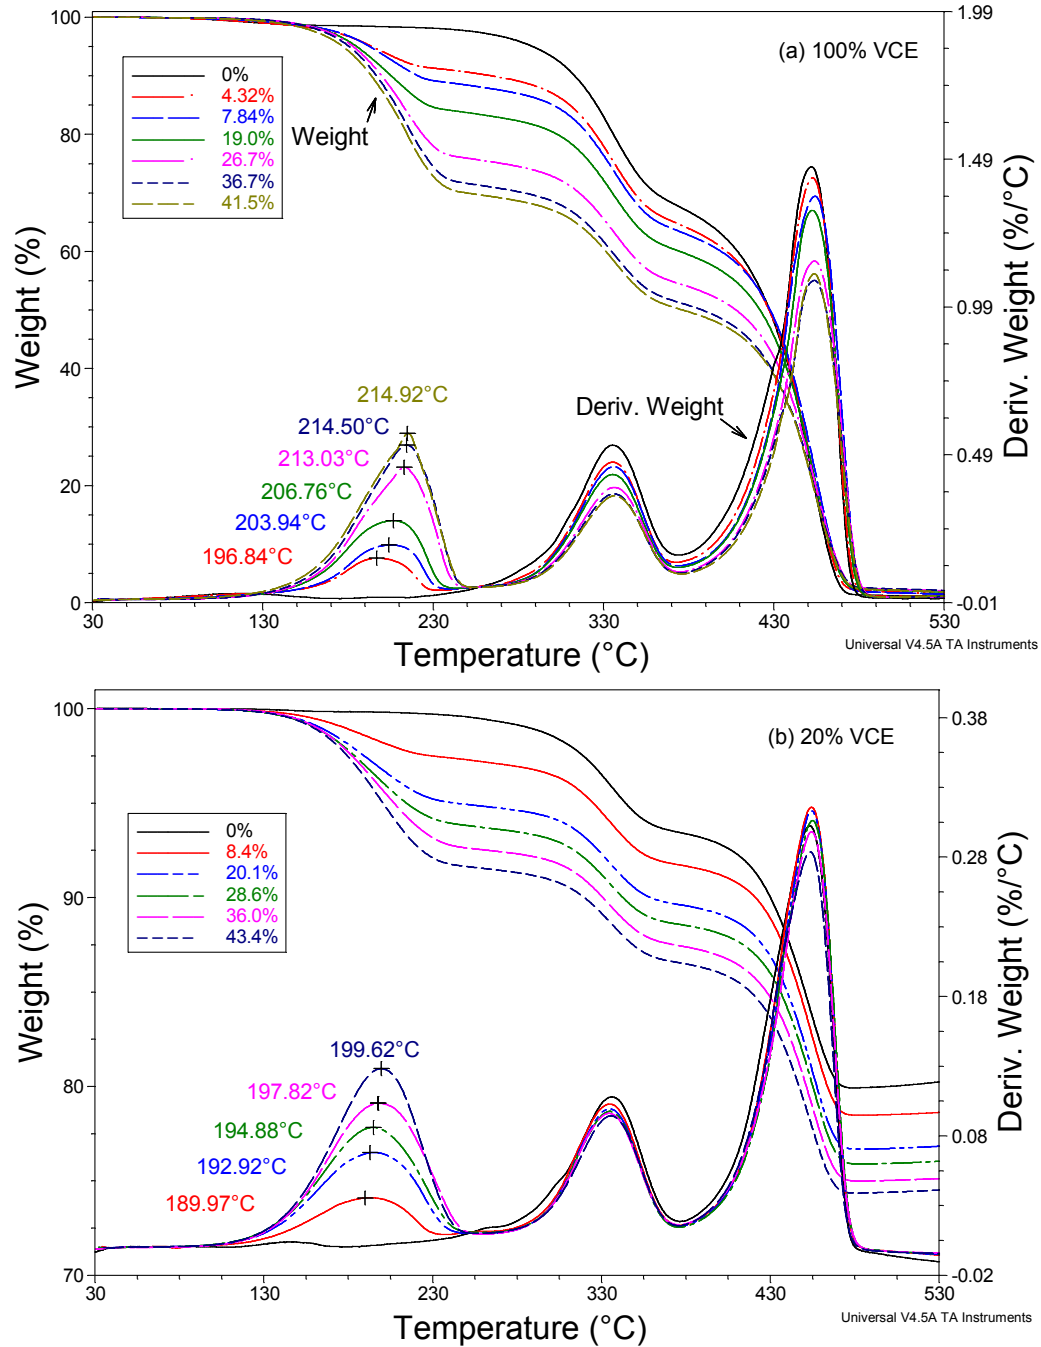 100
80
60
40
20
0
Weight (%)
1.99
1.49
0.99
0.49
-0.01
Deriv. Weight (%/°C)
(a) 100% VCE
0%
4.32%
7.84%
19.0%
26.7%
36.7%
41.5%
Weight
Deriv. Weight
214.92°C
214.50°C
213.03°C
206.76°C
203.94°C
196.84°C
30 130 230 330 430 530
Temperature (°C)
Universal V4.5A TA Instruments
100
90
80
70
Weight (%)
0.38
0.28
0.18
0.08
-0.02
Deriv. Weight (%/°C)
(b) 20% VCE
0%
8.4%
20.1%
28.6%
36.0%
43.4%
199.62°C
197.82°C
194.88°C
192.92°C
189.97°C
30 130 230 330 430 530
Temperature (°C)
Universal V4.5A TA Instruments